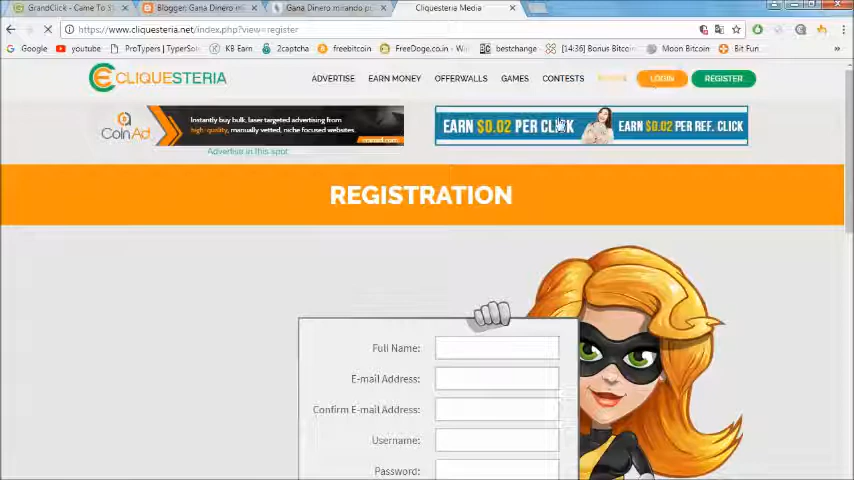 GrandClick - Came To S
Blogger: Gana Dinero mi
Gana Dinero mirando p
Cliquesteria Media
https://www.cliquesteria.net/index.php?view=register
Google
youtube
ProTypers | TyperSol
KB Earn
2captcha
freebitcoin
FreeDoge.co.in - Wi
bestchange
[14:36] Bonus Bitcoi
Moon Bitcoin
Bit Fun
CLIQUESTERIA
ADVERTISE
EARN MONEY
OFFERWALLS
GAMES
CONTESTS
LOGIN
REGISTER
CoinAd
Instantly buy bulk, laser targeted advertising from
high-quality, manually vetted, niche focused websites.
EARN $0.02 PER CLICK
EARN $0.02 PER REF. CLICK
Advertise in this spot
REGISTRATION
Full Name:
E-mail Address:
Confirm E-mail Address:
Username:
Password: